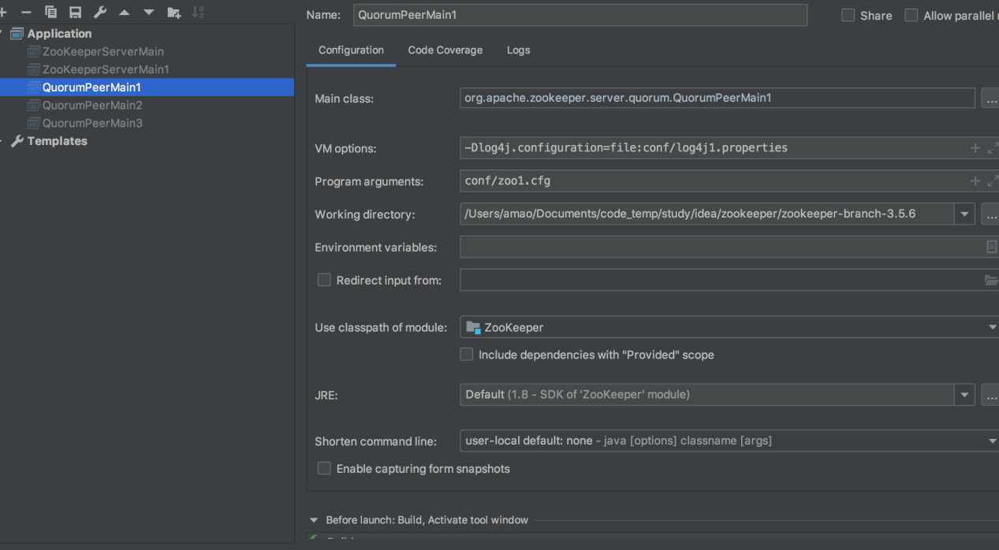 Name: QuorumPeerMain1 Share Allow parallel
Application
ZooKeeperServerMain
ZooKeeperServerMain1
QuorumPeerMain1
QuorumPeerMain2
QuorumPeerMain3
Templates
Configuration Code Coverage Logs
Main class: org.apache.zookeeper.server.quorum.QuorumPeerMain1 ...
VM options: -Dlog4j.configuration=file:conf/log4j1.properties
Program arguments: conf/zoo1.cfg
Working directory: /Users/amao/Documents/code_temp/study/idea/zookeeper/zookeeper-branch-3.5.6 ...
Environment variables:
Redirect input from:
Use classpath of module: ZooKeeper
Include dependencies with "Provided" scope
JRE: Default (1.8 - SDK of 'ZooKeeper' module) ...
Shorten command line: user-local default: none - java [options] classname [args]
Enable capturing form snapshots
Before launch: Build, Activate tool window